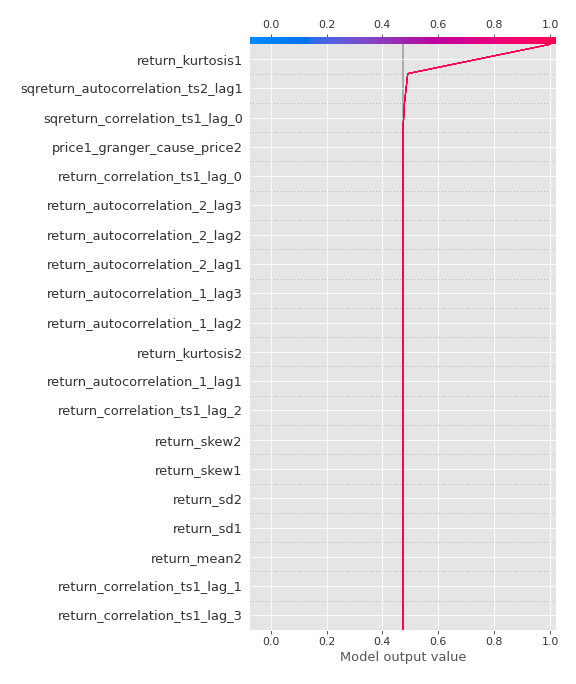 0.0 0.2 0.4 0.6 0.8 1.0
return_kurtosis1
sqreturn_autocorrelation_ts2_lag1
sqreturn_correlation_ts1_lag_0
price1_granger_cause_price2
return_correlation_ts1_lag_0
return_autocorrelation_2_lag3
return_autocorrelation_2_lag2
return_autocorrelation_2_lag1
return_autocorrelation_1_lag3
return_autocorrelation_1_lag2
return_kurtosis2
return_autocorrelation_1_lag1
return_correlation_ts1_lag_2
return_skew2
return_skew1
return_sd2
return_sd1
return_mean2
return_correlation_ts1_lag_1
return_correlation_ts1_lag_3
0.0 0.2 0.4 0.6 0.8 1.0
Model output value